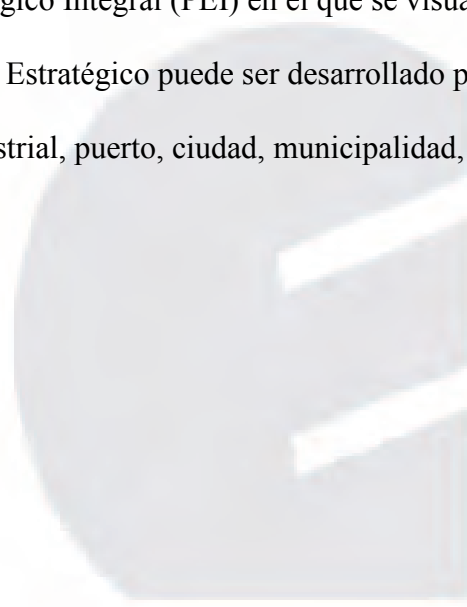 gico Integral (PEI) en el que se visua
Estratégico puede ser desarrollado p
strial, puerto, ciudad, municipalidad,